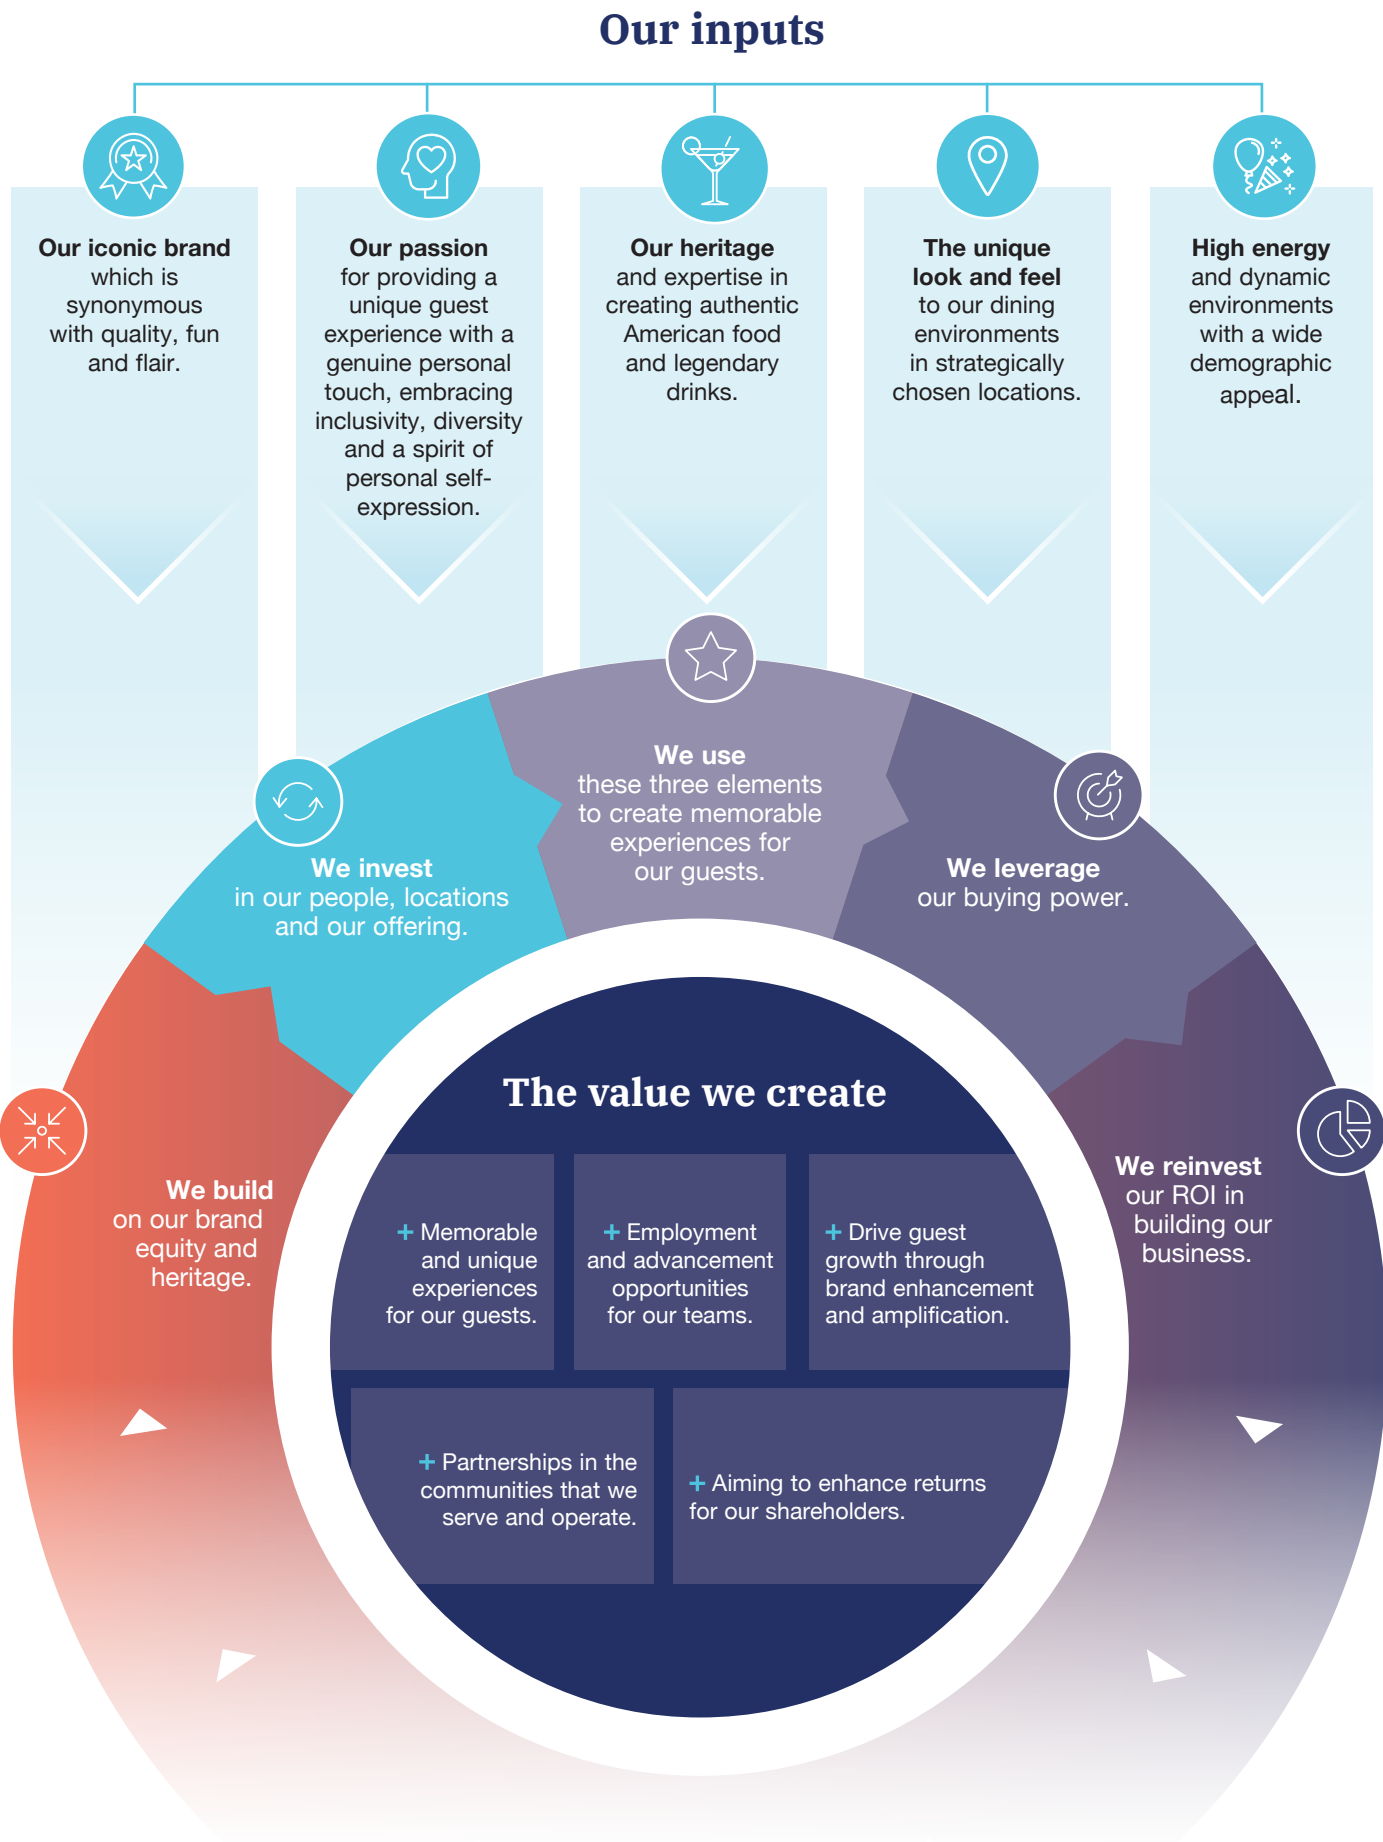 Our inputs
Our iconic brand
which is
synonymous
with quality, fun
and flair.
Our passion
for providing a
unique guest
experience with a
genuine personal
touch, embracing
inclusivity, diversity
and a spirit of
personal self-
expression.
Our heritage
and expertise in
creating authentic
American food
and legendary
drinks.
The unique
look and feel
to our dining
environments
in strategically
chosen locations.
High energy
and dynamic
environments
with a wide
demographic
appeal.
We build
on our brand
equity and
heritage.
We invest
in our people, locations
and our offering.
We use
these three elements
to create memorable
experiences for
our guests.
We leverage
our buying power.
We reinvest
our ROI in
building our
business.
The value we create
+ Memorable
and unique
experiences
for our guests.
+ Employment
and advancement
opportunities
for our teams.
+ Drive guest
growth through
brand enhancement
and amplification.
+ Partnerships in the
communities that we
serve and operate.
+ Aiming to enhance returns
for our shareholders.